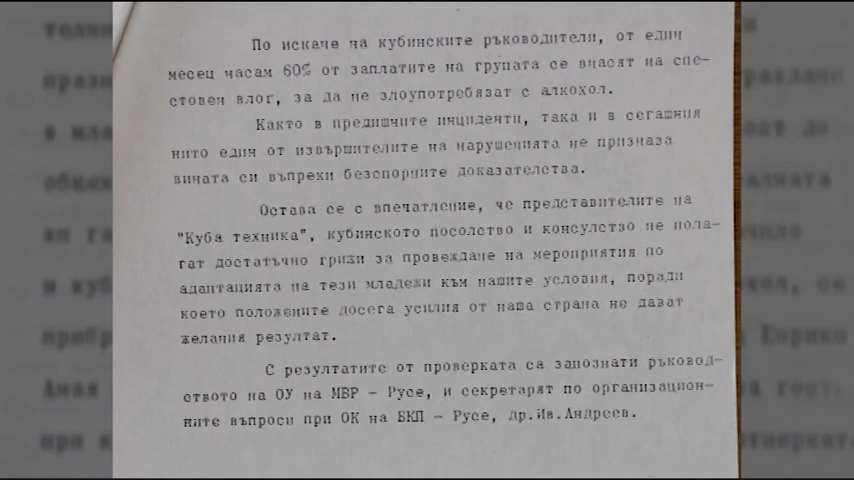 По искане на кубинските ръководители, от един
месец насам 60% от заплатите на групата се внасят на спе-
стовен влог, за да не злоупотребязат с алкохол.
Както в предишните инциденти, така и в сегашния
нито един от извършителите на нарушенията не призназа
вината си въпреки безспорните доказателства.
Остава се с впечатление, че представителите на
"Куба техника", кубинското посолство и консулстзо не пола-
гат достатъчно грижи за провеждане на мероприятия по
адаптацията на тези младежи към нашите условия, поради
което положените досега усилия от наша страна не дават
желания резултат.
С резултатите от проверката са запознати ръковод-
ството на ОУ на МВР - Русе, и секретарят по организацион-
ните въпроси при ОК на БКП - Русе, др.Ив.Андреев.